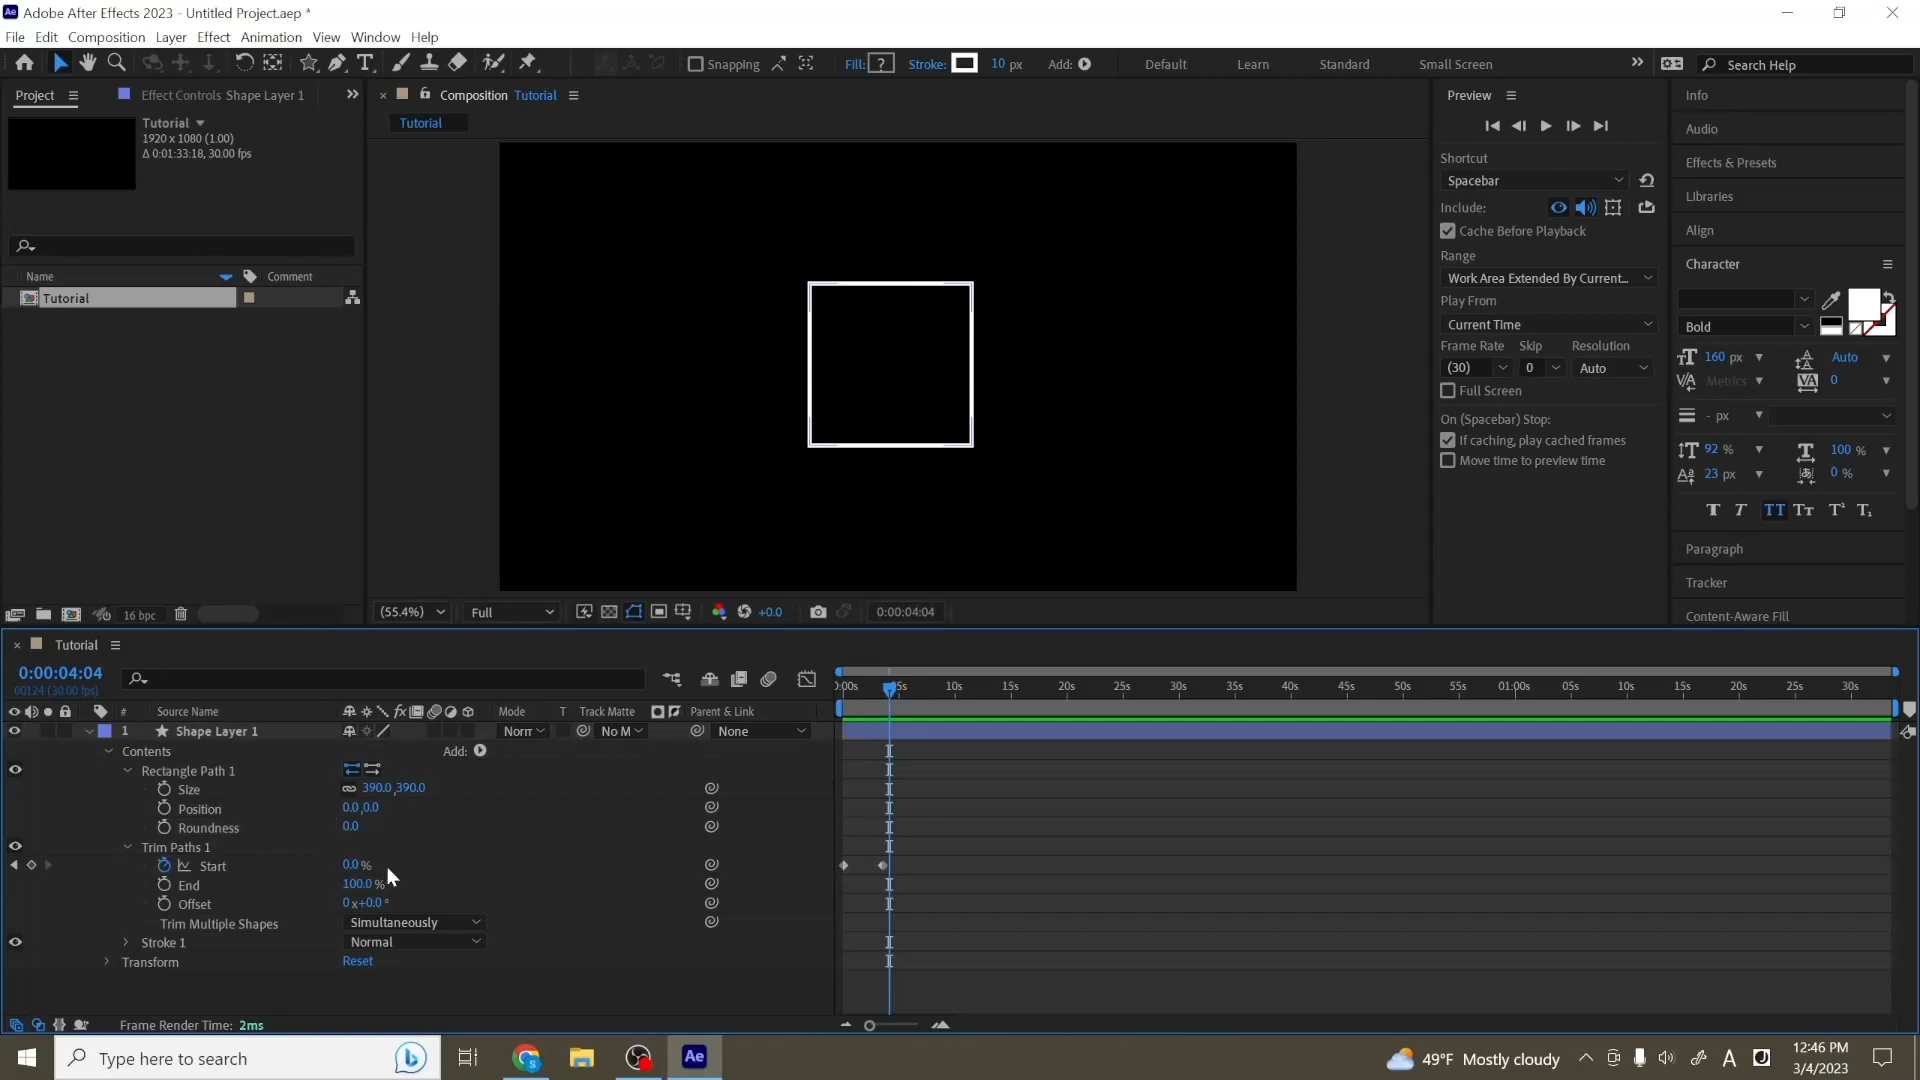 Ae Adobe After Effects 2023 - Untitled Project.aep *
File Edit Composition Layer Effect Animation View Window Help
Snapping Fill: ? Stroke: 10 px Add: Default Learn Standard Small Screen Search Help
Project Effect Controls Shape Layer 1
Composition Tutorial
Tutorial
Tutorial
1920 x 1080 (1.00)
Δ 0:01:33:18, 30.00 fps
Name Comment
Tutorial
16 bpc
(55.4%) Full +0.0 0:00:04:04
Preview
Shortcut
Spacebar
Include:
Cache Before Playback
Range
Work Area Extended By Current...
Play From
Current Time
Frame Rate Skip Resolution
(30) 0 Auto
Full Screen
On (Spacebar) Stop:
If caching, play cached frames
Move time to preview time
Info
Audio
Effects & Presets
Libraries
Align
Character
Bold
160 px Auto
Metrics 0
- px
92 % 100 %
23 px 0 %
T T TT Tт T¹ T₁
Paragraph
Tracker
Content-Aware Fill
Tutorial
0:00:04:04
00124 (30.00 fps)
0:00s 05s 10s 15s 20s 25s 30s 35s 40s 45s 50s 55s 01:00s 05s 10s 15s 20s 25s 30s
# Source Name fx Mode T Track Matte Parent & Link
1 Shape Layer 1 Norr No M None
Contents Add:
Rectangle Path 1
Size 390.0,390.0
Position 0.0,0.0
Roundness 0.0
Trim Paths 1
Start 0.0 %
End 100.0 %
Offset 0 x+0.0 °
Trim Multiple Shapes Simultaneously
Stroke 1 Normal
Transform Reset
Frame Render Time: 2ms
Type here to search Ae 49°F Mostly cloudy A 12:46 PM
3/4/2023